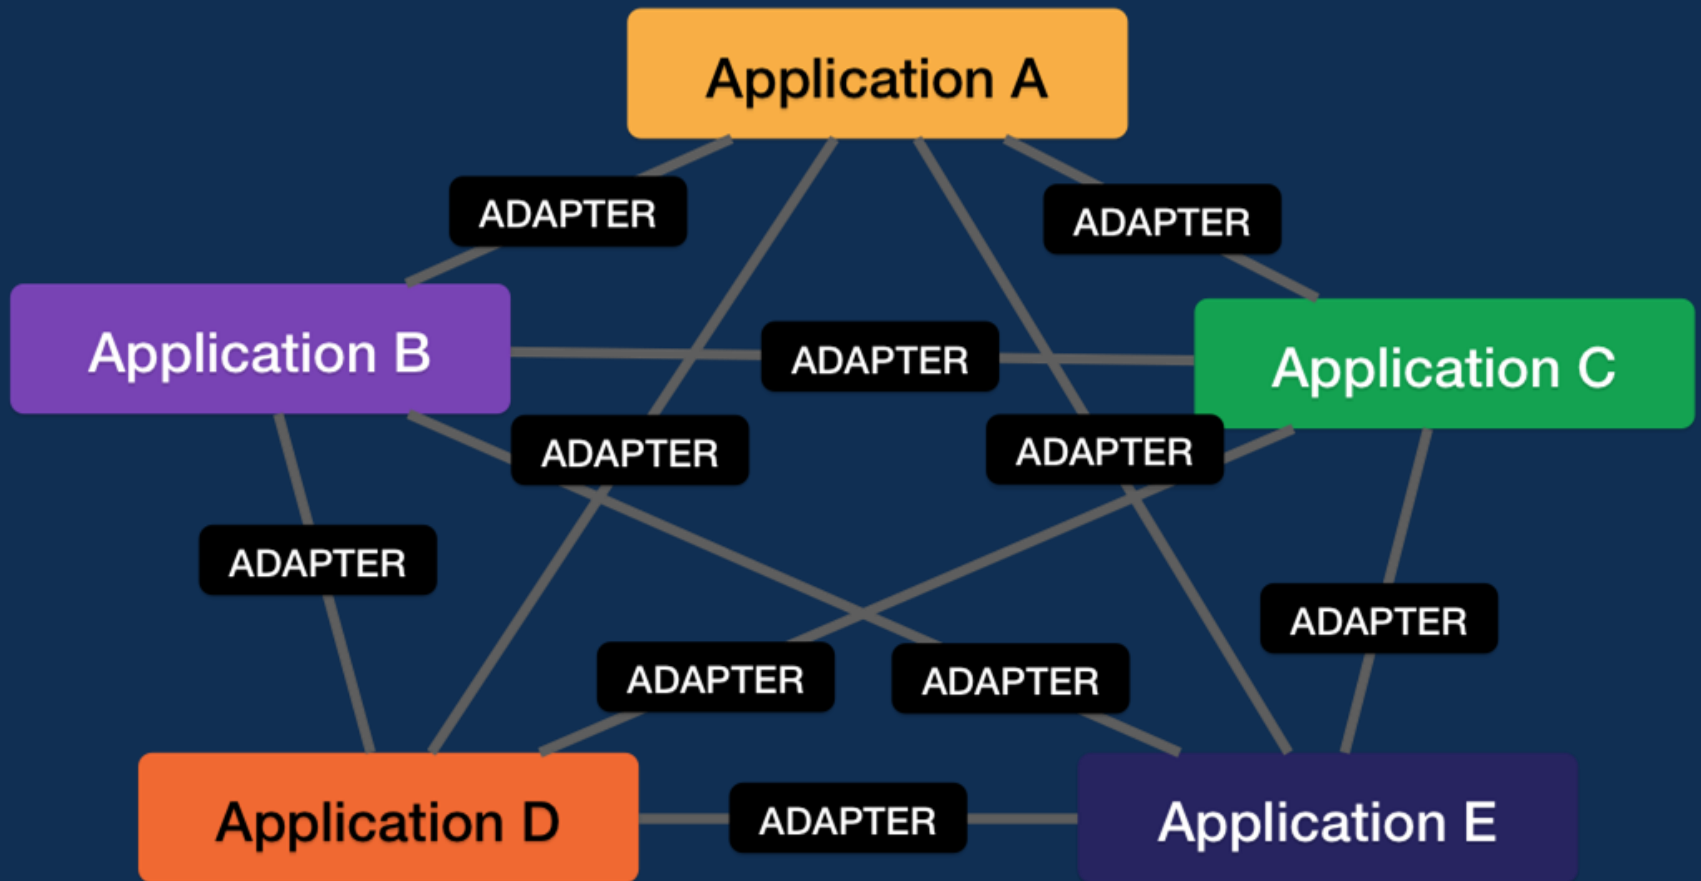 Application A
ADAPTER
ADAPTER
Application B
ADAPTER
Application C
ADAPTER
ADAPTER
ADAPTER
ADAPTER
ADAPTER
ADAPTER
Application D
ADAPTER
Application E